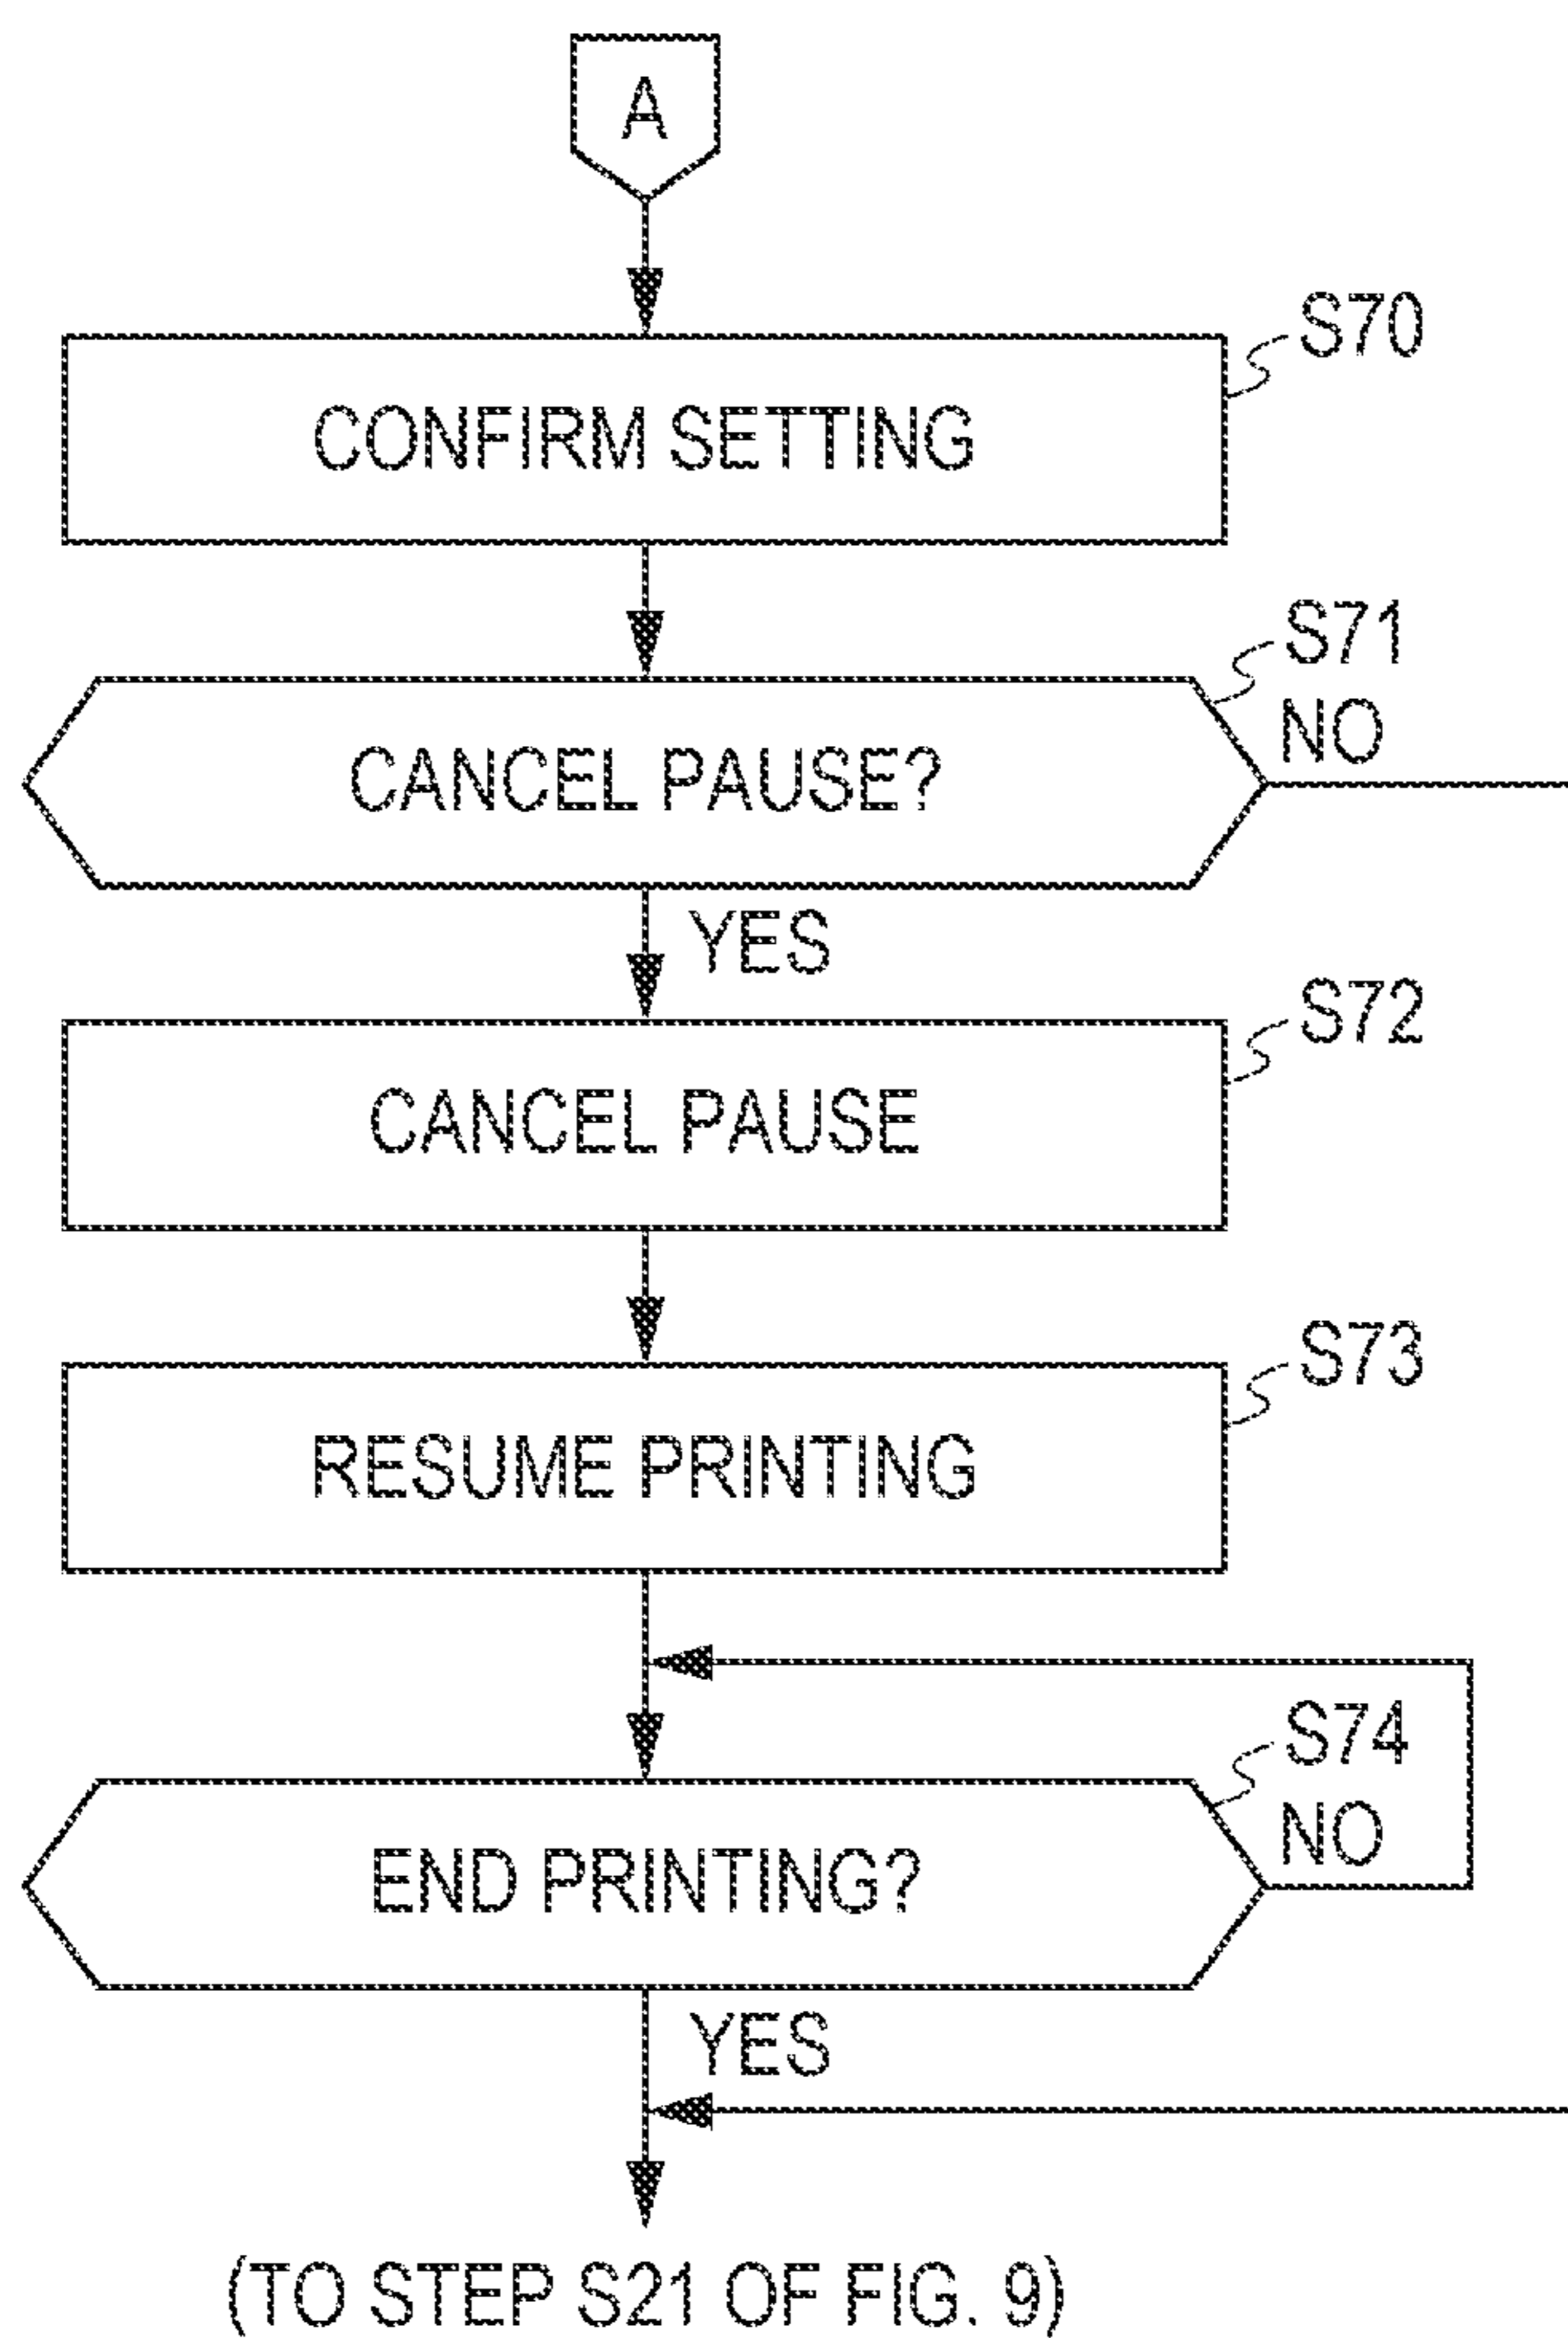 A
S70
CONFIRM SETTING
S71
NO
CANCEL PAUSE?
YES
S72
CANCEL PAUSE
S73
RESUME PRINTING
S74
NO
END PRINTING?
YES
(TO STEP S21 OF FIG. 9)